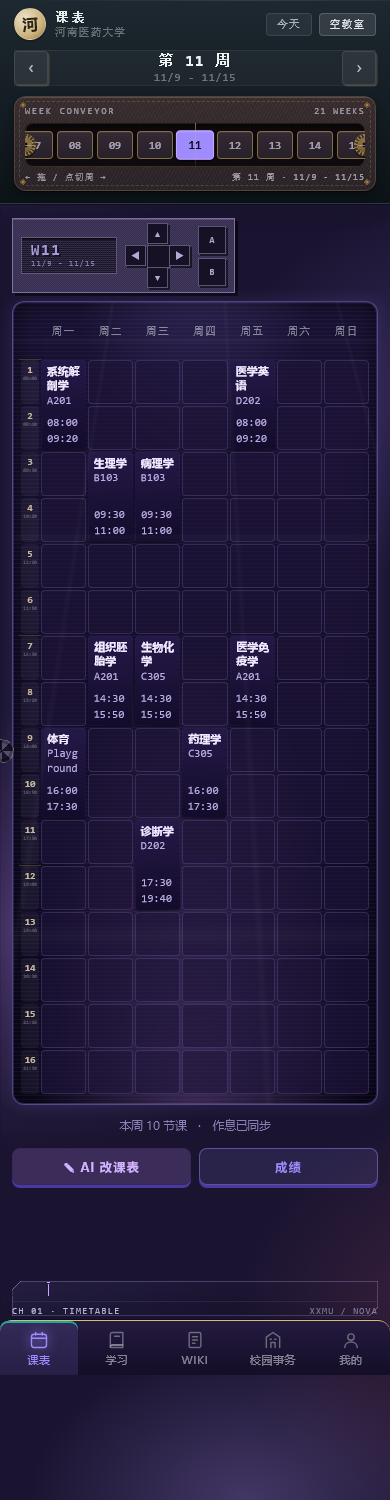 河
课表
河南医药大学
今天
空教室
‹
第 11 周
11/9 - 11/15
›
WEEK CONVEYOR
21 WEEKS
7 08 09 10 11 12 13 14
← 拖 / 点切周 →
第 11 周 · 11/9 - 11/15
W11
11/9 - 11/15
▲
◀ ▶
▼
A
B
周一 周二 周三 周四 周五 周六 周日
1
系统解剖学
A201
08:00
09:20
医学英语
D202
08:00
09:20
2
3
生理学
B103
09:30
11:00
病理学
B103
09:30
11:00
4
5
6
7
组织胚胎学
A201
14:30
15:50
生物化学
C305
14:30
15:50
医学免疫学
A201
14:30
15:50
8
9
体育
Playground
16:00
17:30
药理学
C305
16:00
17:30
10
11
诊断学
D202
17:30
19:40
12
13
14
15
16
本周 10 节课 · 作息已同步
✎ AI 改课表
成绩
CH 01 · TIMETABLE
XXMU / NOVA
课表
学习
WIKI
校园事务
我的